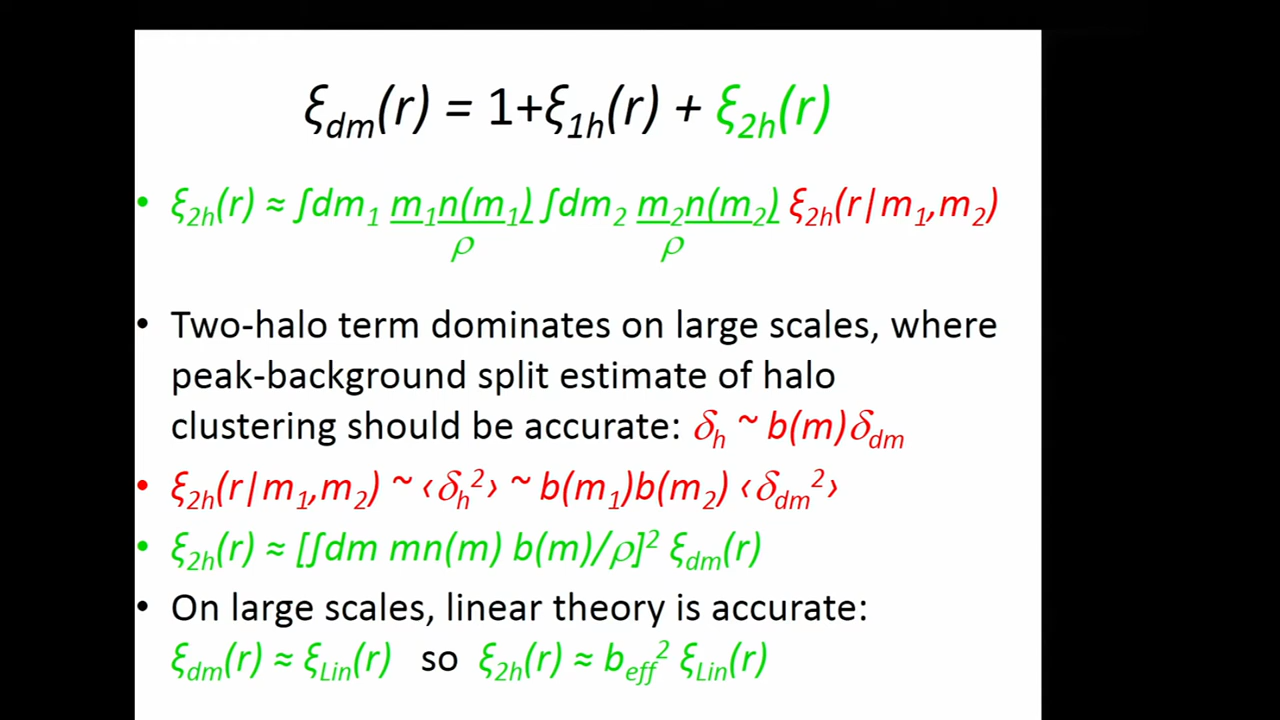 ξdm(r) = 1+ξ1h(r) + ξ2h(r)
• ξ2h(r) ≈ ∫dm1 m1n(m1) ∫dm2 m2n(m2) ξ2h(r|m1,m2)
ρ ρ
• Two-halo term dominates on large scales, where
peak-background split estimate of halo
clustering should be accurate: δh ~ b(m)δdm
• ξ2h(r|m1,m2) ~ ‹δh²› ~ b(m1)b(m2) ‹δdm²›
• ξ2h(r) ≈ [∫dm mn(m) b(m)/ρ]² ξdm(r)
• On large scales, linear theory is accurate:
ξdm(r) ≈ ξLin(r) so ξ2h(r) ≈ beff² ξLin(r)